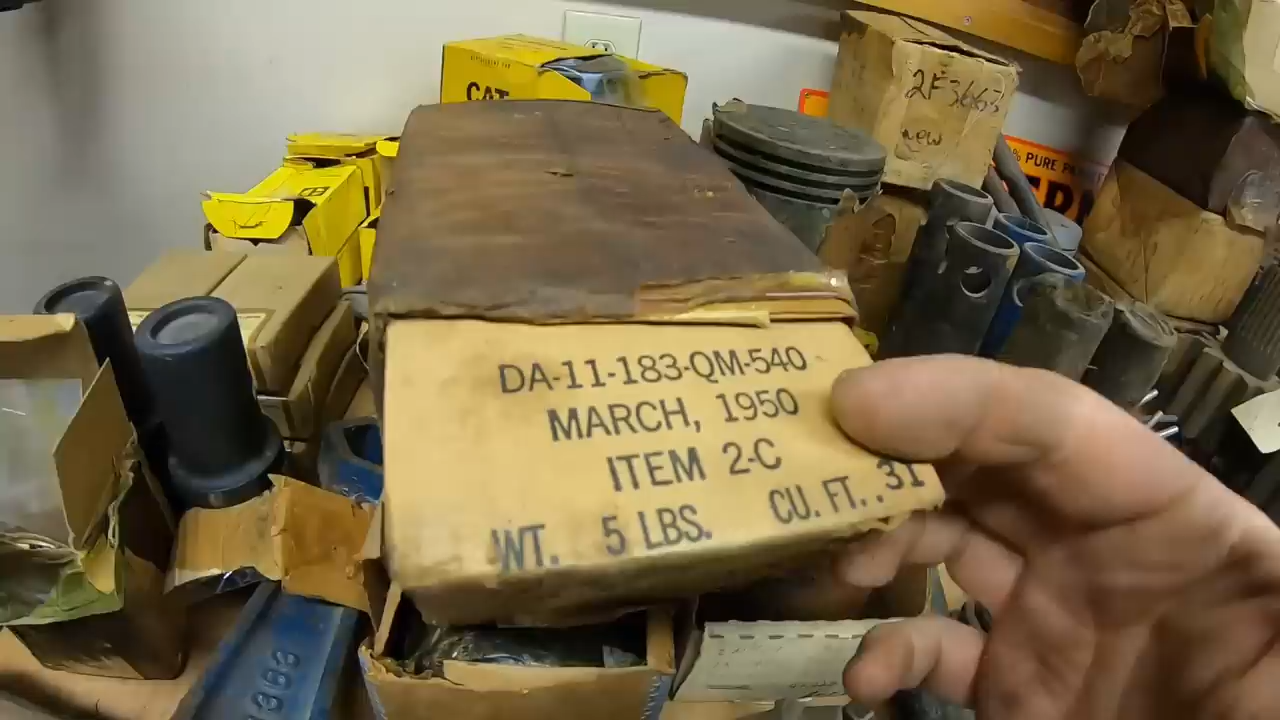 CAT
2F3663
new
% PURE PA
DA-11-183-QM-540
MARCH, 1950
ITEM 2-C
WT. 5 LBS. CU. FT. .31